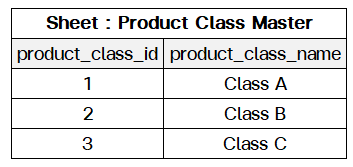 Sheet : Product Class Master
product_class_id product_class_name
1 Class A
2 Class B
3 Class C